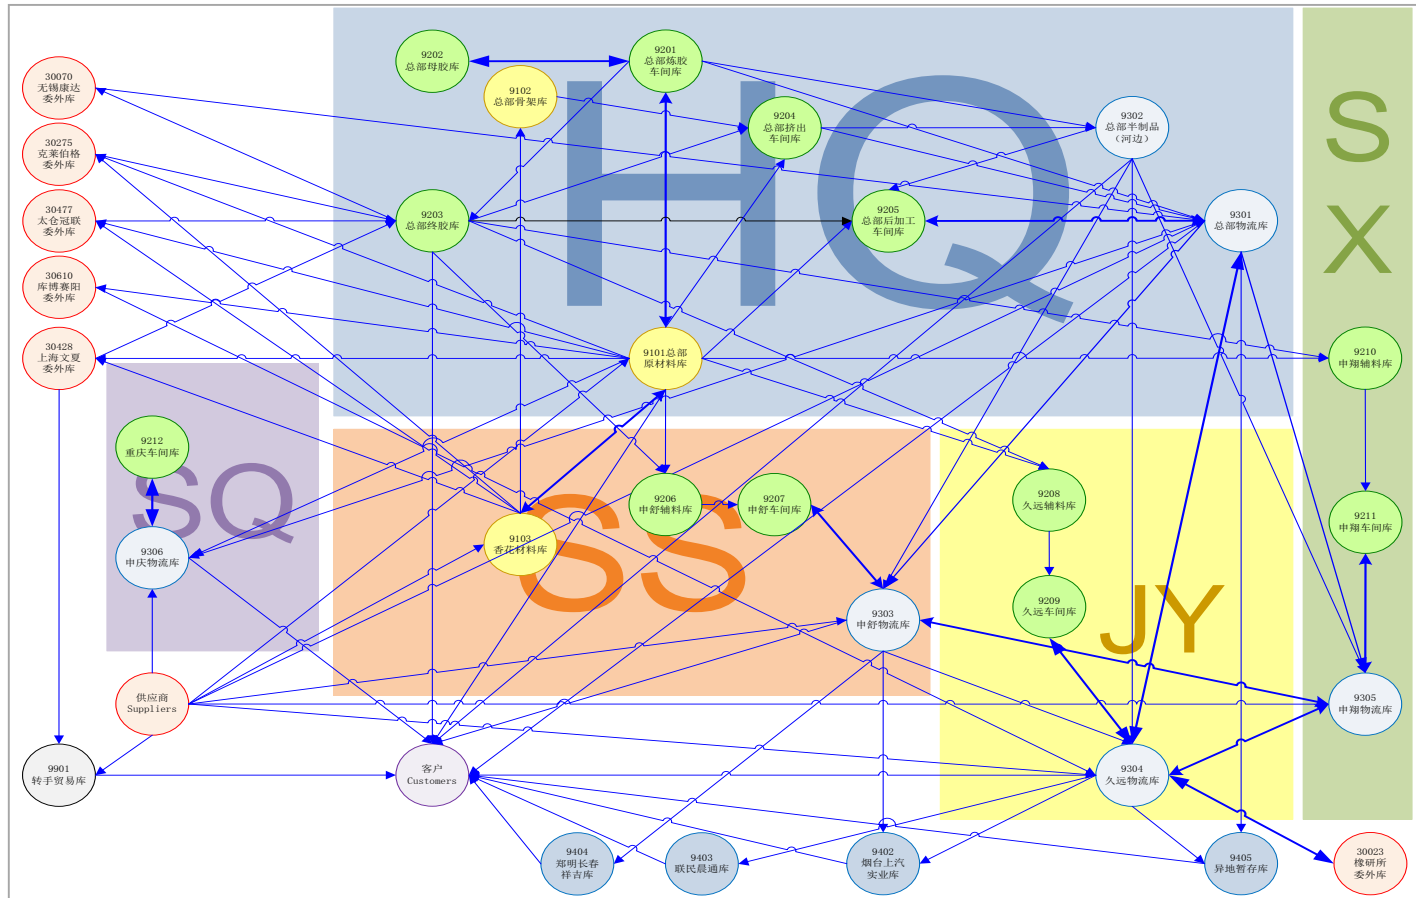 30070
无锡康达
委外库
30275
克莱伯格
委外库
30477
太仓冠联
委外库
30610
库博赛阳
委外库
30428
上海文夏
委外库
9202
总部母胶库
9201
总部炼胶
车间库
9102
总部骨架库
9204
总部挤出
车间库
9302
总部半制品
(河边)
9203
总部终胶库
9205
总部后加工
车间库
9301
总部物流库
9101总部
原材料库
HQ
S
X
9210
申翔辅料库
9211
申翔车间库
9305
申翔物流库
9212
重庆车间库
SQ
9306
申庆物流库
9206
申舒辅料库
9207
申舒车间库
9103
香花材料库
SS
9303
申舒物流库
9208
久远辅料库
9209
久远车间库
JY
9304
久远物流库
供应商
Suppliers
9901
转手贸易库
客户
Customers
9404
郑明长春
祥吉库
9403
联民晨通库
9402
烟台上汽
实业库
9405
异地暂存库
30023
橡研所
委外库